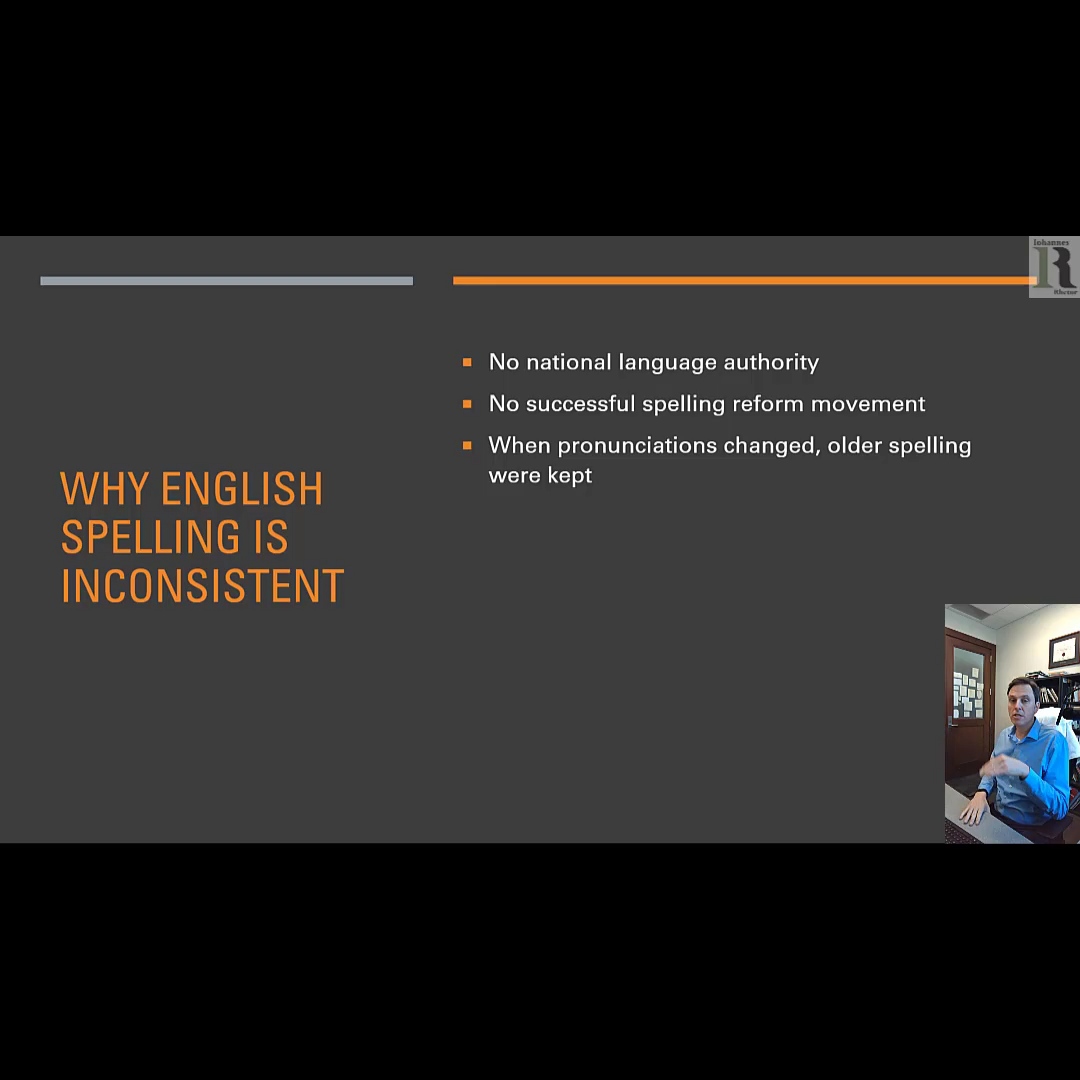 Iohannes
R
Rhetor
No national language authority
No successful spelling reform movement
When pronunciations changed, older spelling
were kept
WHY ENGLISH
SPELLING IS
INCONSISTENT